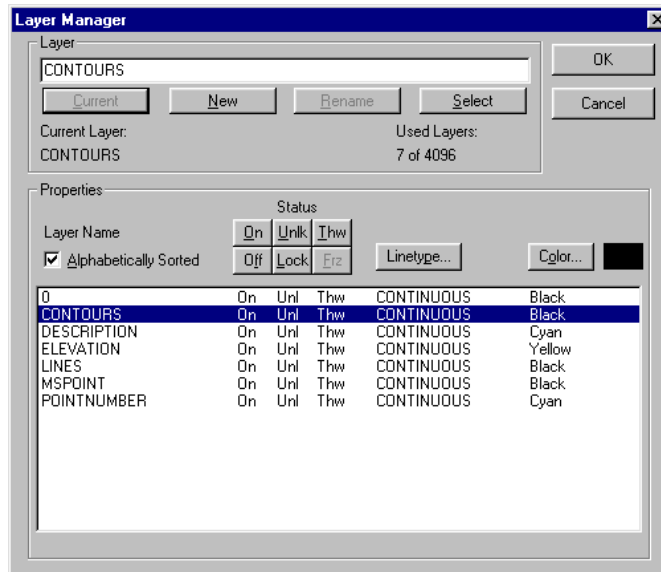 Layer Manager
Layer
CONTOURS
OK
Current New Rename Select
Cancel
Current Layer: Used Layers:
CONTOURS 7 of 4096
Properties
Status
Layer Name On Unlk Thw
Alphabetically Sorted Off Lock Frz Linetype... Color...
0 On Unl Thw CONTINUOUS Black
CONTOURS On Unl Thw CONTINUOUS Black
DESCRIPTION On Unl Thw CONTINUOUS Cyan
ELEVATION On Unl Thw CONTINUOUS Yellow
LINES On Unl Thw CONTINUOUS Black
MSPOINT On Unl Thw CONTINUOUS Black
POINTNUMBER On Unl Thw CONTINUOUS Cyan